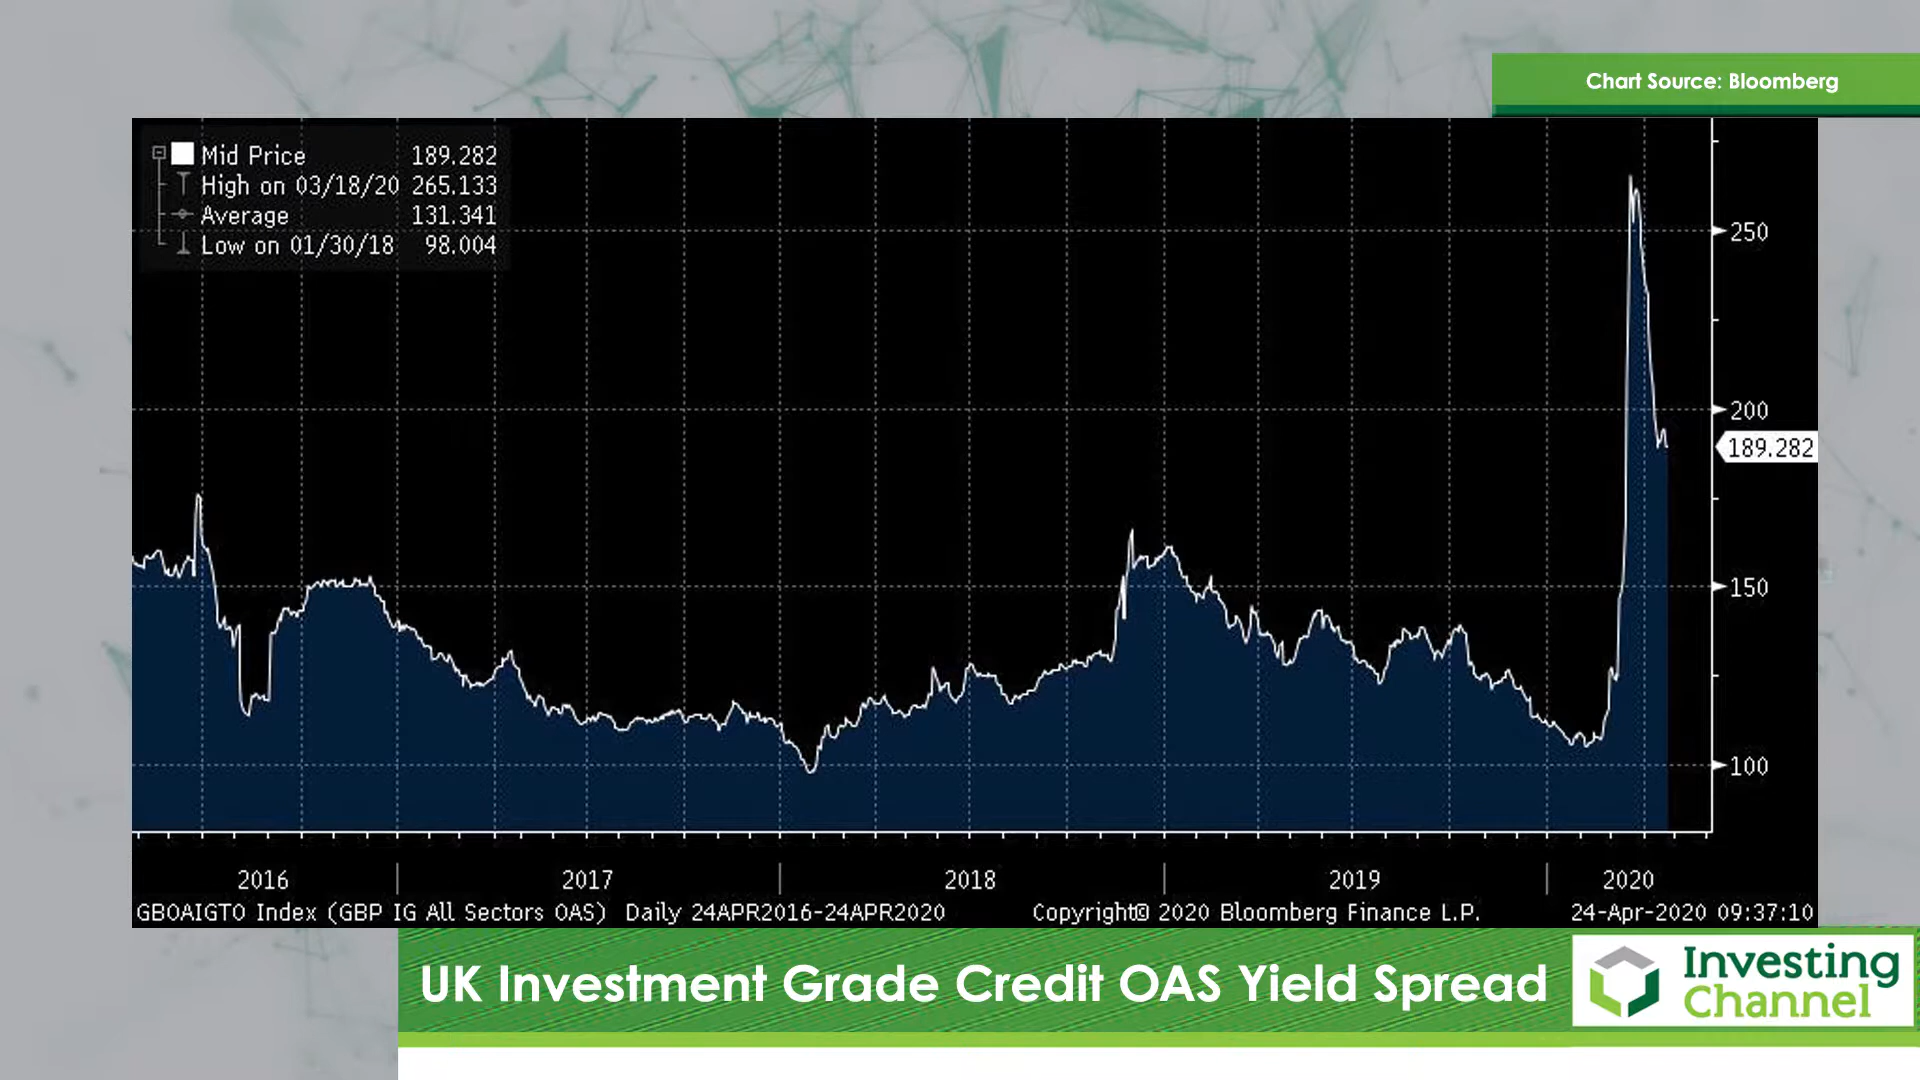 Chart Source: Bloomberg
Mid Price 189.282
High on 03/18/20 265.133
Average 131.341
Low on 01/30/18 98.004
250
200
189.282
150
100
2016 2017 2018 2019 2020
GBOAIGTO Index (GBP IG All Sectors OAS) Daily 24APR2016-24APR2020 Copyright© 2020 Bloomberg Finance L.P. 24-Apr-2020 09:37:10
UK Investment Grade Credit OAS Yield Spread
Investing
Channel